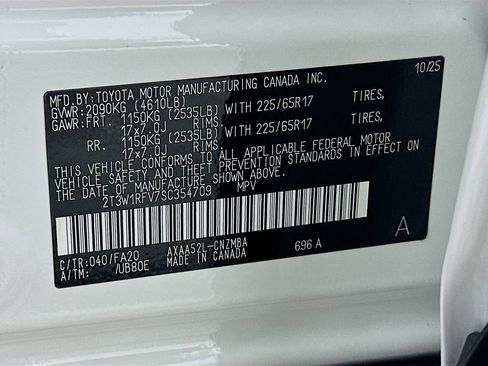 MFD.BY:TOYOTA MOTOR MANUFACTURING CANADA INC. 10/25
GVWR: 2090KG (4610LB)
GAWR:FRT. 1150KG (2535LB) WITH 225/65R17 TIRES,
17x7.0J RIMS.
RR. 1150KG (2535LB) WITH 225/65R17 TIRES,
17x7.0J RIMS.
THIS VEHICLE CONFORMS TO ALL APPLICABLE FEDERAL MOTOR
VEHICLE SAFETY AND THEFT PREVENTION STANDARDS IN EFFECT ON
THE DATE OF MANUFACTURE SHOWN ABOVE.
2T3W1RFV7SC354709 MPV
C/TR:040/FA20 AXAA52L-CNZMBA 696A A
A/TM: /UB80E MADE IN CANADA